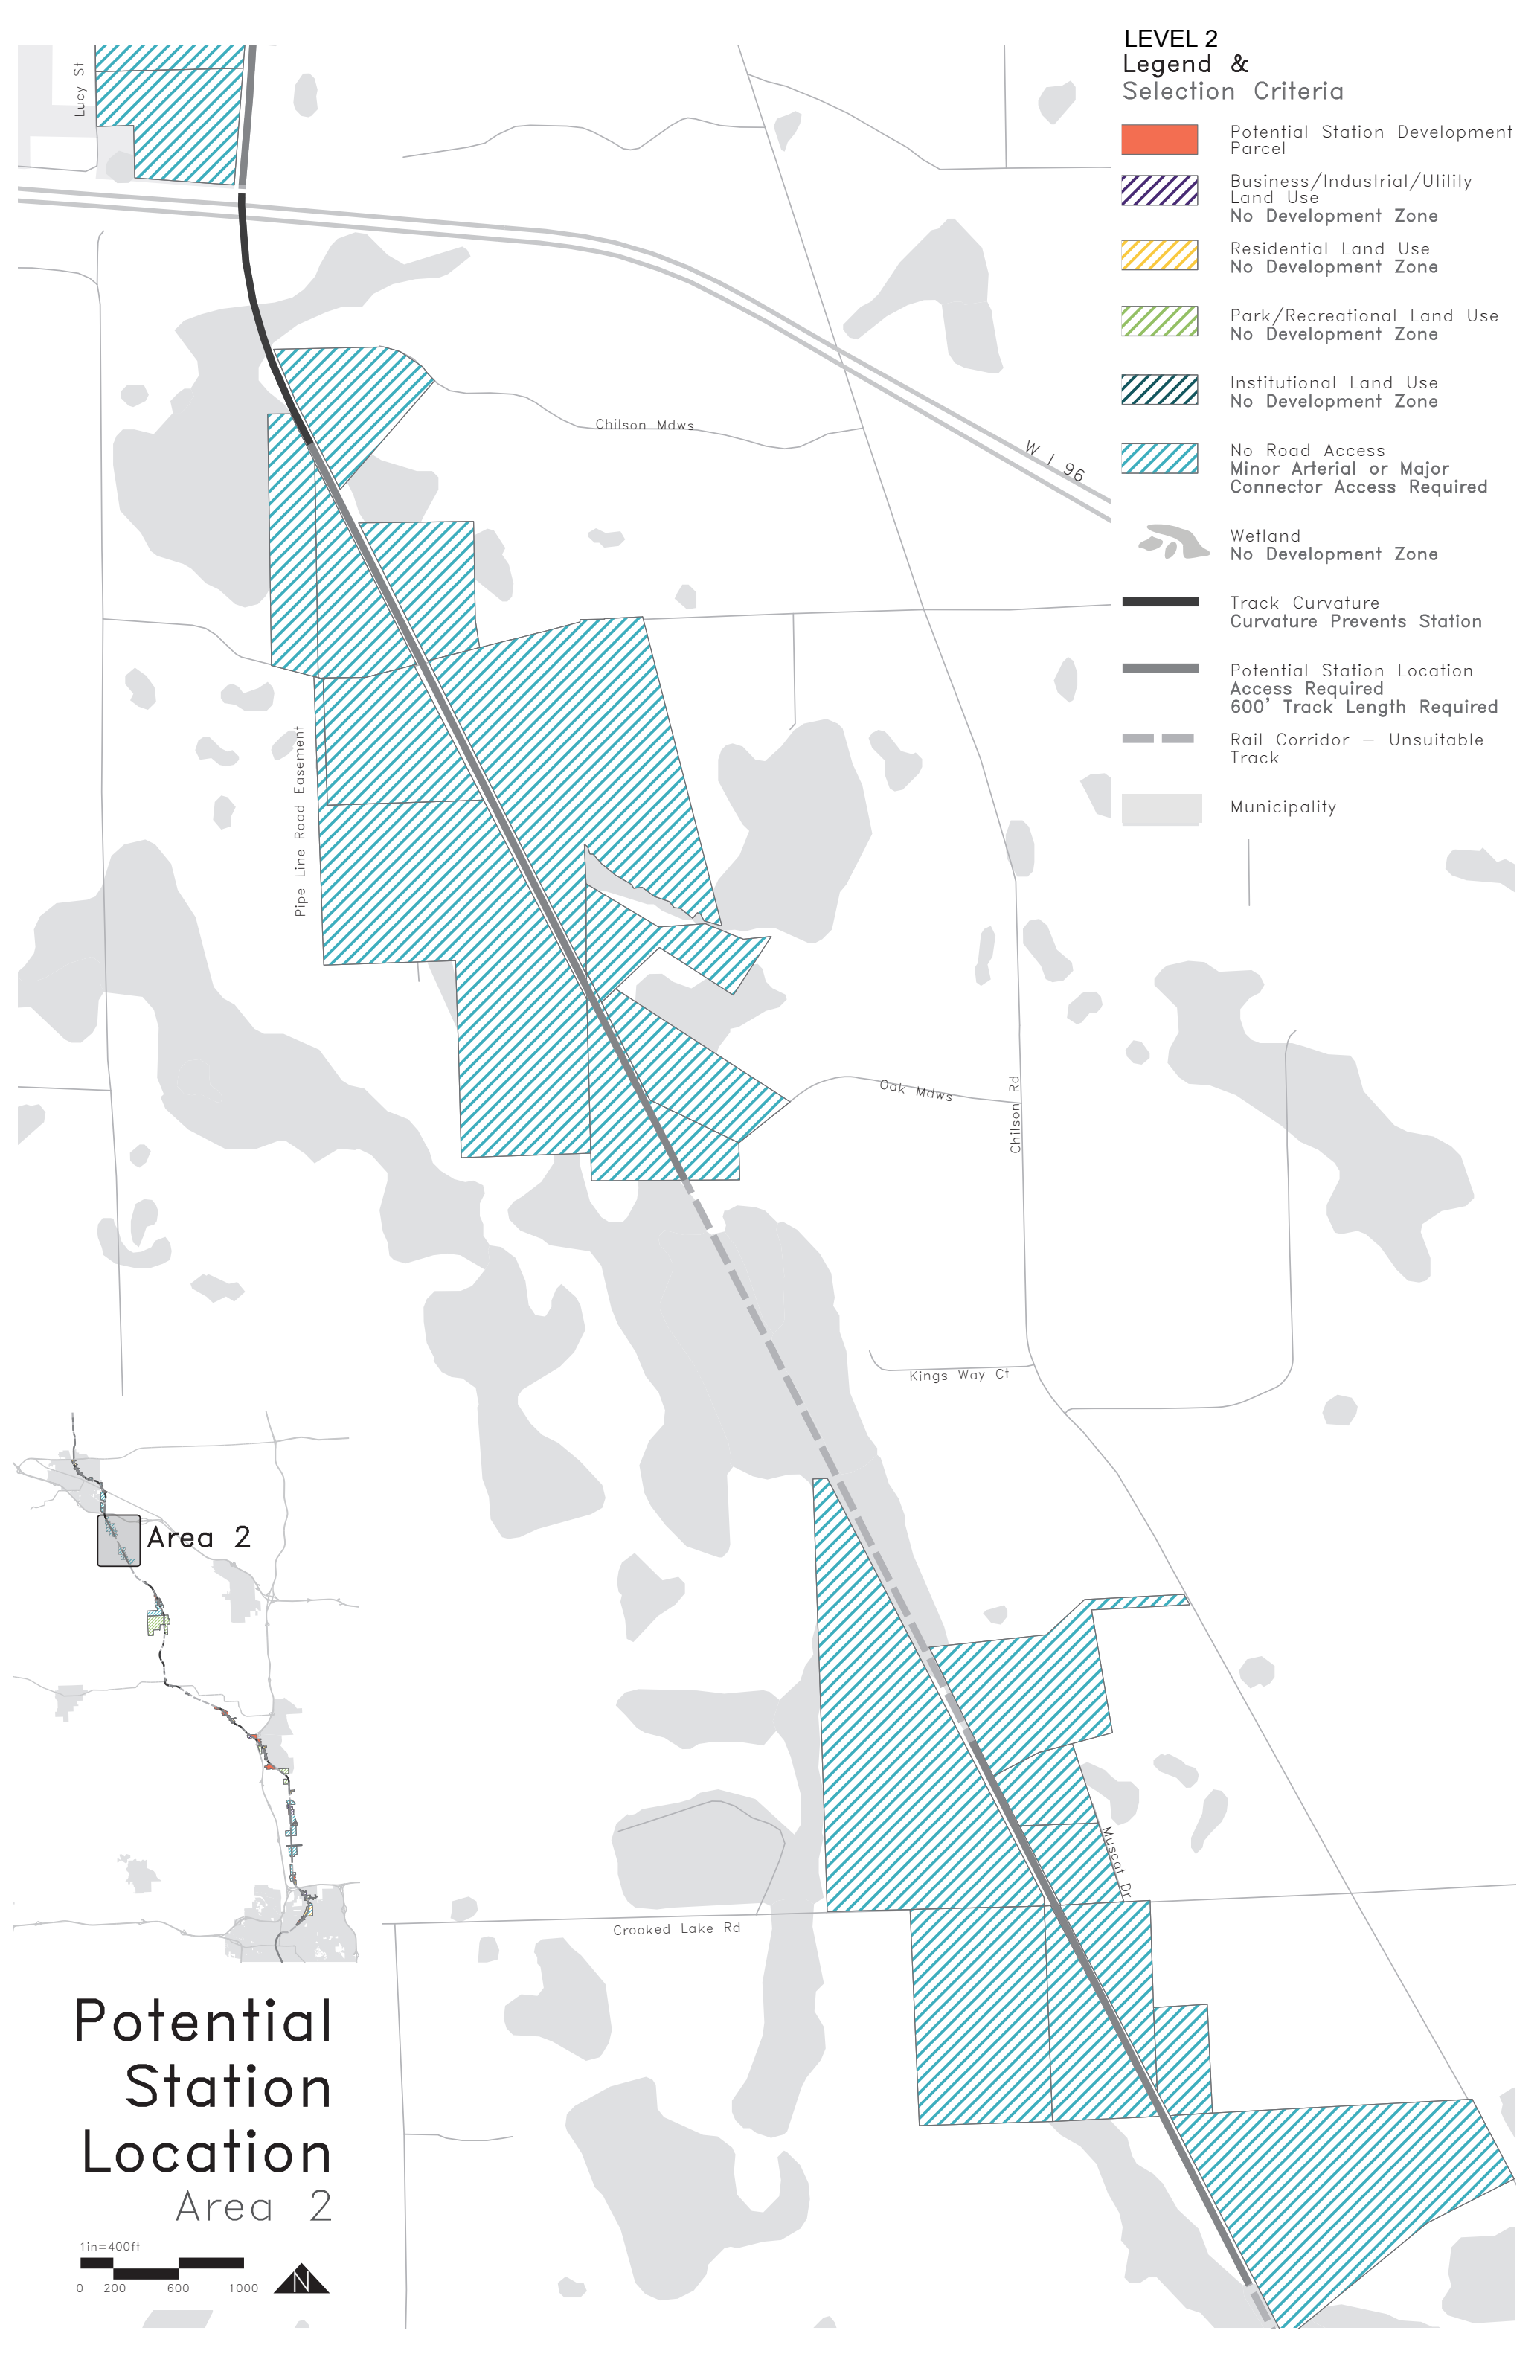 LEVEL 2
Legend &
Selection Criteria
Potential Station Development
Parcel
Business/Industrial/Utility
Land Use
No Development Zone
Residential Land Use
No Development Zone
Park/Recreational Land Use
No Development Zone
Institutional Land Use
No Development Zone
No Road Access
Minor Arterial or Major
Connector Access Required
Wetland
No Development Zone
Track Curvature
Curvature Prevents Station
Potential Station Location
Access Required
600' Track Length Required
Rail Corridor – Unsuitable
Track
Municipality
Lucy St
Chilson Mdws
W I 96
Pipe Line Road Easement
Oak Mdws
Chilson Rd
Kings Way Ct
Area 2
Muscat Dr
Crooked Lake Rd
Potential
Station
Location
Area 2
1in=400ft
0 200 600 1000
N